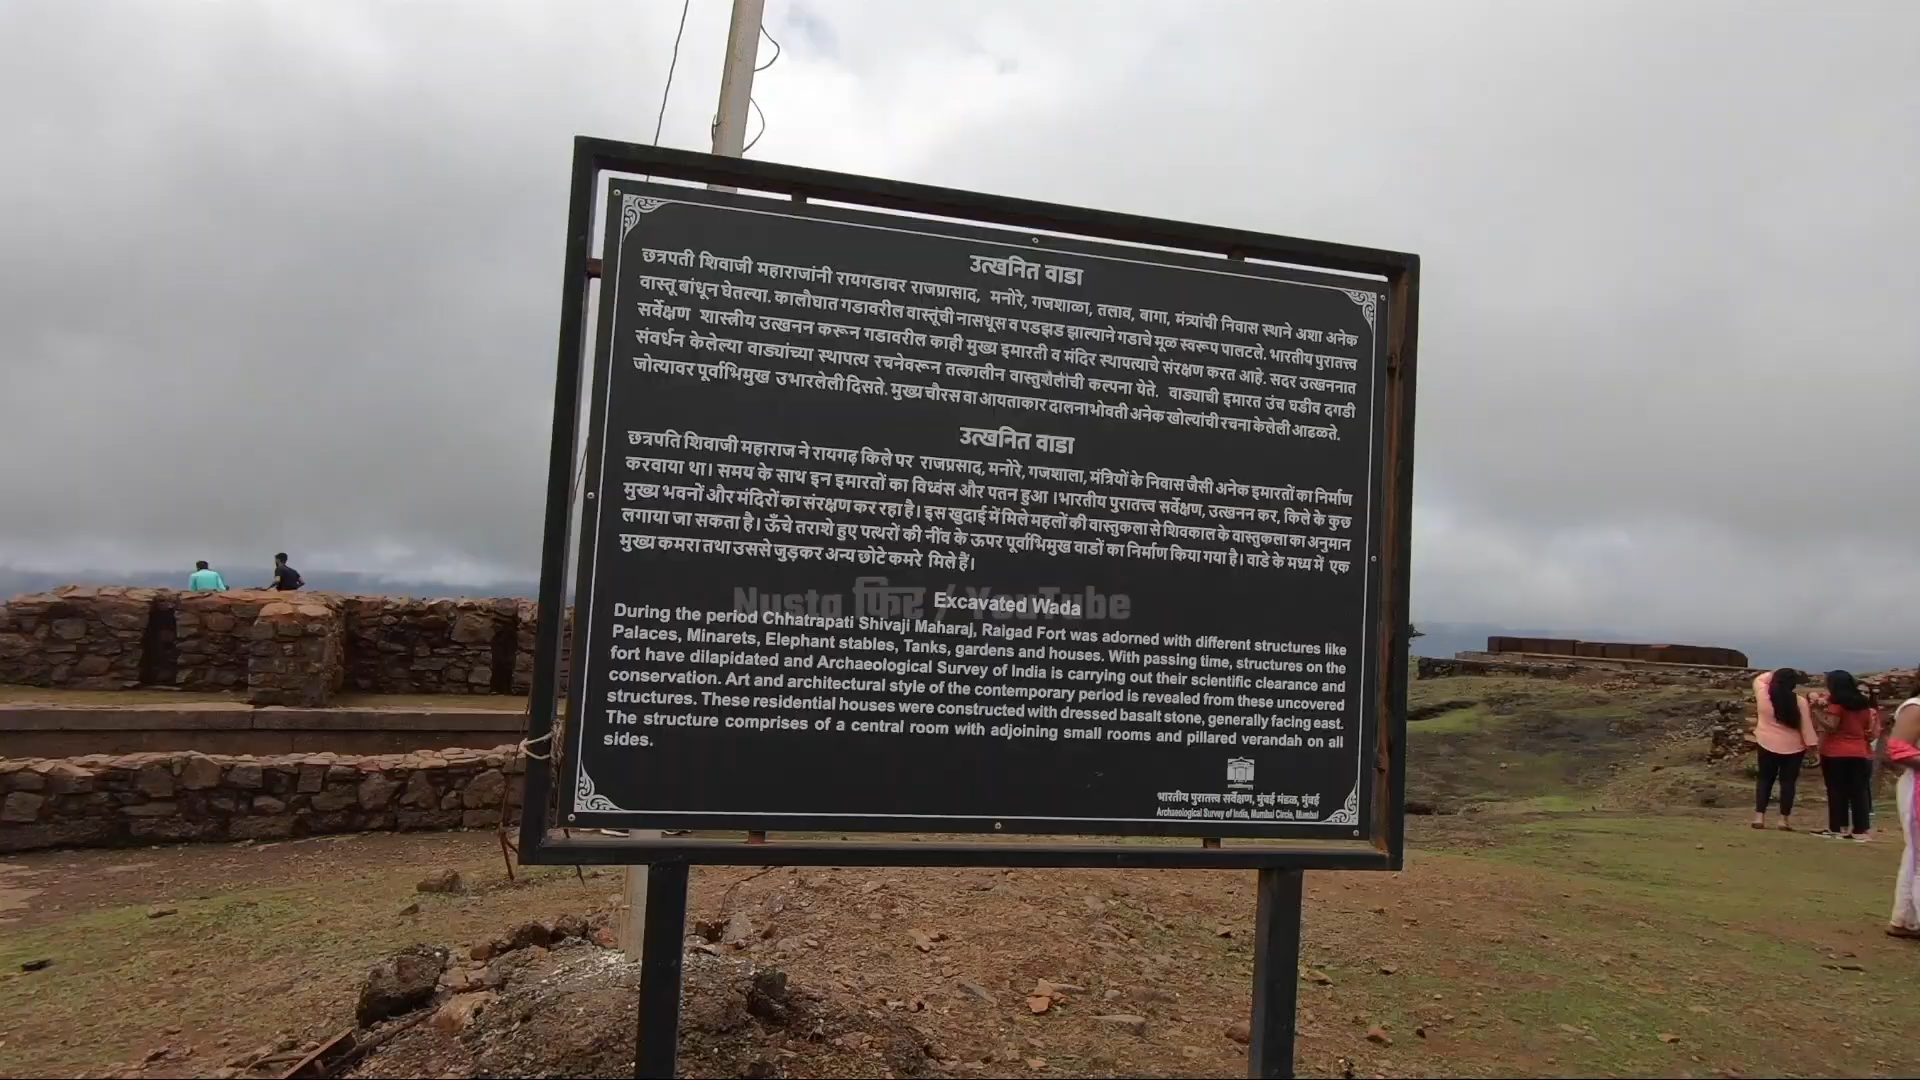 उत्खनित वाडा
छत्रपती शिवाजी महाराजांनी रायगडावर राजप्रासाद, मनोरे, गजशाळा, तलाव, बागा, मंत्र्यांची निवास स्थाने अशा अनेक
वास्तू बांधून घेतल्या. कालौघात गडावरील वास्तूंची नासधूस व पडझड झाल्याने गडाचे मूळ स्वरूप पालटले. भारतीय पुरातत्त्व
सर्वेक्षण शास्त्रीय उत्खनन करून गडावरील काही मुख्य इमारती व मंदिर स्थापत्याचे संरक्षण करत आहे. सदर उत्खननात
संवर्धन केलेल्या वाड्यांच्या स्थापत्य रचनेवरून तत्कालीन वास्तुशैलीची कल्पना येते. वाड्याची इमारत उंच घडीव दगडी
जोत्यावर पूर्वाभिमुख उभारलेली दिसते. मुख्य चौरस वा आयताकार दालनाभोवती अनेक खोल्यांची रचना केलेली आढळते.
उत्खनित वाडा
छत्रपति शिवाजी महाराज ने रायगढ़ किले पर राजप्रसाद, मनोरे, गजशाला, मंत्रियों के निवास जैसी अनेक इमारतों का निर्माण
करवाया था। समय के साथ इन इमारतों का विध्वंस और पतन हुआ ।भारतीय पुरातत्त्व सर्वेक्षण, उत्खनन कर, किले के कुछ
मुख्य भवनों और मंदिरों का संरक्षण कर रहा है। इस खुदाई में मिले महलों की वास्तुकला से शिवकाल के वास्तुकला का अनुमान
लगाया जा सकता है। ऊँचे तराशे हुए पत्थरों की नींव के ऊपर पूर्वाभिमुख वाडों का निर्माण किया गया है। वाडे के मध्य में एक
मुख्य कमरा तथा उससे जुड़कर अन्य छोटे कमरे मिले हैं।
Nusta फिर / YouTube
Excavated Wada
During the period Chhatrapati Shivaji Maharaj, Raigad Fort was adorned with different structures like
Palaces, Minarets, Elephant stables, Tanks, gardens and houses. With passing time, structures on the
fort have dilapidated and Archaeological Survey of India is carrying out their scientific clearance and
conservation. Art and architectural style of the contemporary period is revealed from these uncovered
structures. These residential houses were constructed with dressed basalt stone, generally facing east.
The structure comprises of a central room with adjoining small rooms and pillared verandah on all
sides.
भारतीय पुरातत्त्व सर्वेक्षण, मुंबई मंडळ, मुंबई
Archaeological Survey of India, Mumbai Circle, Mumbai